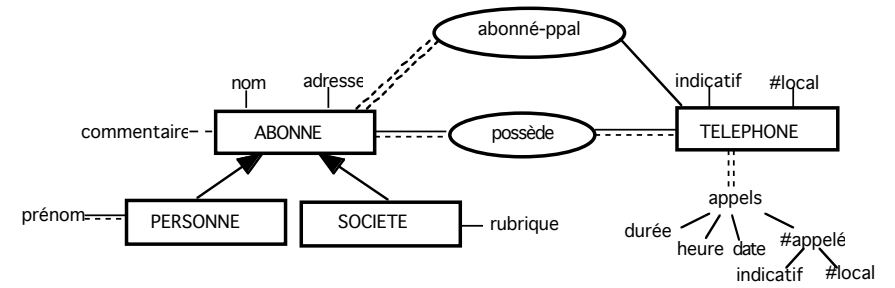 abonné-ppal
nom
adresse
indicatif
#local
commentaire
ABONNE
possède
TELEPHONE
appels
prénom
PERSONNE
SOCIETE
rubrique
durée
heure
date
#appelé
indicatif
#local